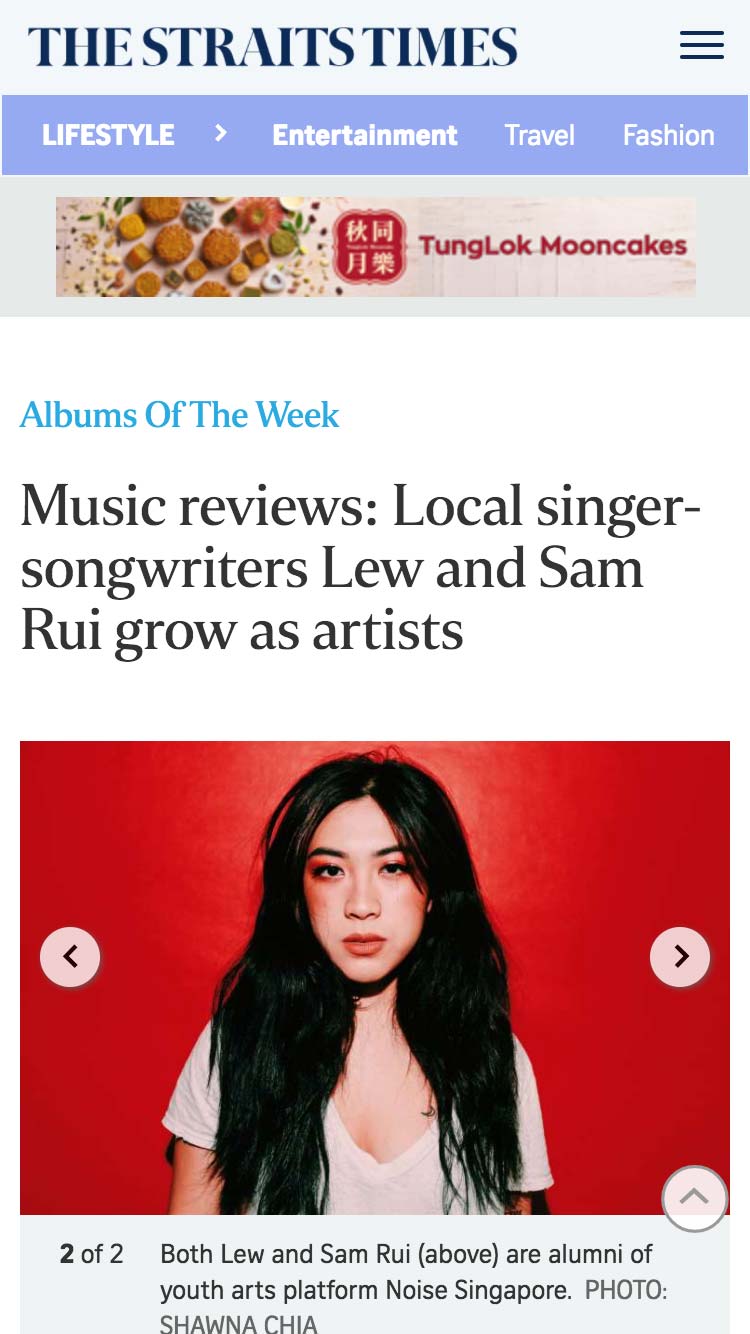 THE STRAITS TIMES
LIFESTYLE > Entertainment Travel Fashion
秋同
月樂
TungLok Mooncakes
Albums Of The Week
Music reviews: Local singer-
songwriters Lew and Sam
Rui grow as artists
2 of 2
Both Lew and Sam Rui (above) are alumni of
youth arts platform Noise Singapore. PHOTO:
SHAWNA CHIA